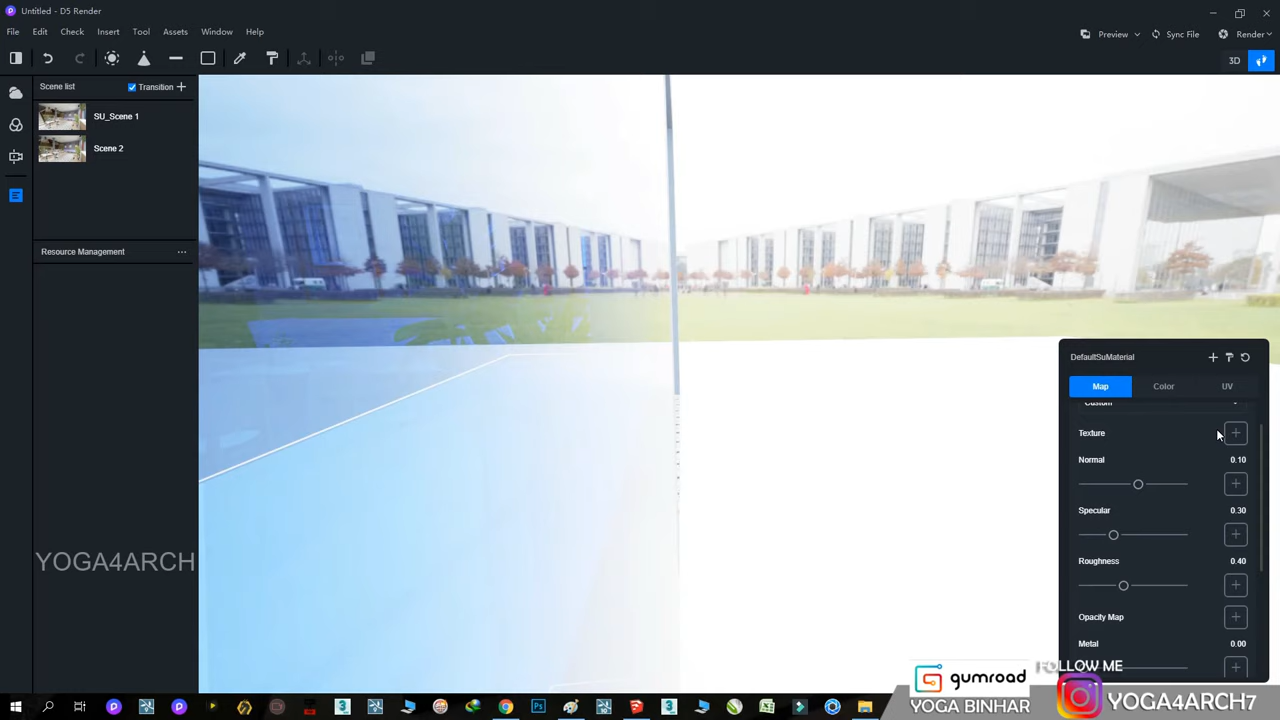 Untitled - D5 Render
File Edit Check Insert Tool Assets Window Help
Preview Sync File Render
Scene list Transition
3D
SU_Scene 1
Scene 2
Resource Management ...
DefaultSuMaterial
Map Color UV
Custom
Texture
Normal 0.10
Specular 0.30
Roughness 0.40
Opacity Map
Metal 0.00
YOGA4ARCH
FOLLOW ME
gumroad
YOGA BINHAR
YOGA4ARCH7